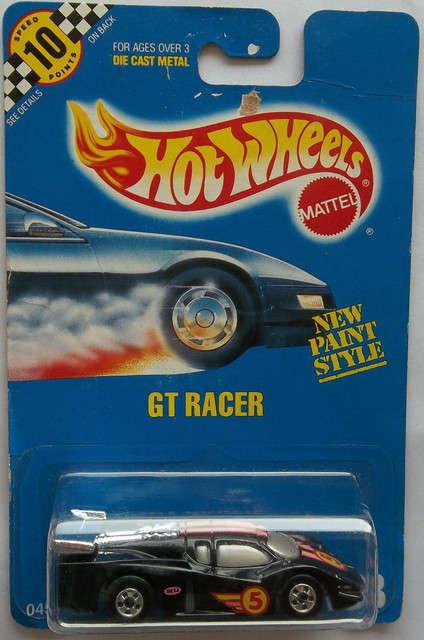 SPEED
10
POINTS
ON BACK
SEE DETAILS
FOR AGES OVER 3
DIE CAST METAL
HOT WHEELS
®
MATTEL
®
NEW
PAINT
STYLE
GT RACER
5